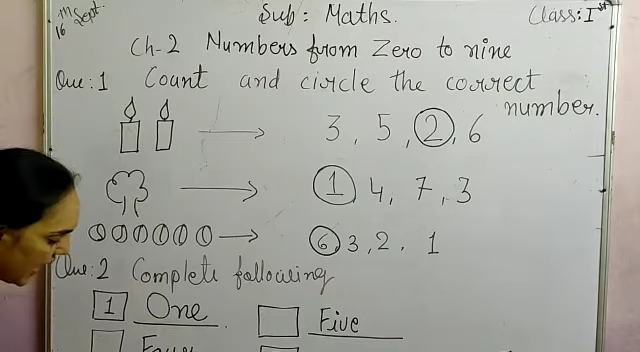 16th Sept.
Sub: Maths.
Class: Ist
Ch-2 Numbers from Zero to nine
Que:1 Count and circle the correct number.
3, 5, 2, 6
1, 4, 7, 3
6, 3, 2, 1
Que:2 Complete following
1 One
Five
Four